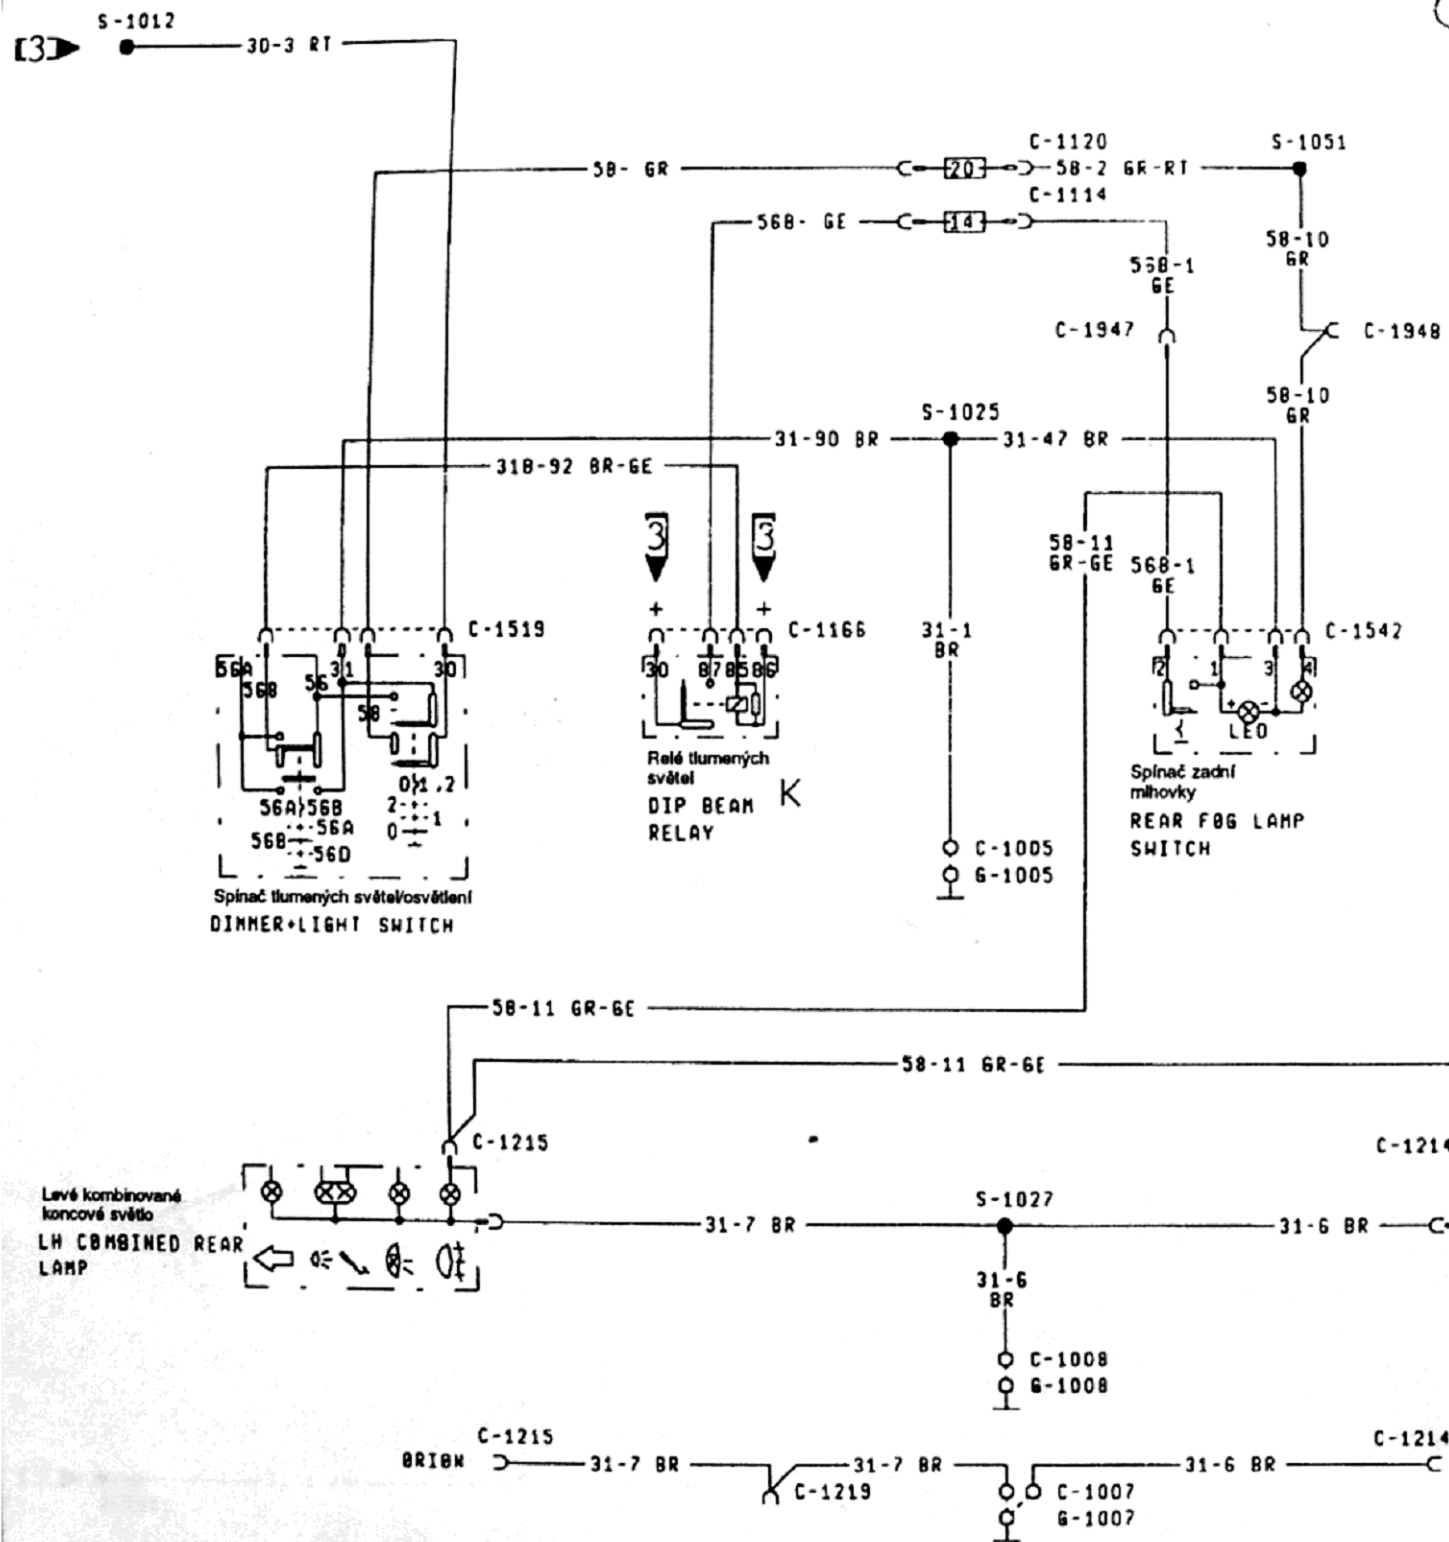 S-1012
[3]
30-3 RT
C-1120
S-1051
58- GR
20
58-2 GR-RT
C-1114
56B- GE
14
58-10
GR
56B-1
GE
C-1947
C-1948
58-10
GR
S-1025
31-90 BR
31-47 BR
31B-92 BR-GE
3
3
58-11
GR-GE
56B-1
GE
+
+
C-1519
C-1166
31-1
BR
C-1542
56A
56B
56
31
58
30
30
87
85
86
2
1
3
4
+
-
LED
0}1,2
2
1
0
56A}56B
56A
56B
56D
Relé tlumených
světel
DIP BEAM
RELAY
K
Spínač zadní
mlhovky
REAR FOG LAMP
SWITCH
C-1005
G-1005
Spínač tlumených světel/osvětlení
DIMMER+LIGHT SWITCH
58-11 GR-GE
58-11 GR-GE
C-1215
C-1214
Levé kombinované
koncové světlo
LH COMBINED REAR
LAMP
S-1027
31-7 BR
31-6 BR
31-6
BR
C-1008
G-1008
C-1215
C-1214
ORION
31-7 BR
31-7 BR
31-6 BR
C-1219
C-1007
G-1007